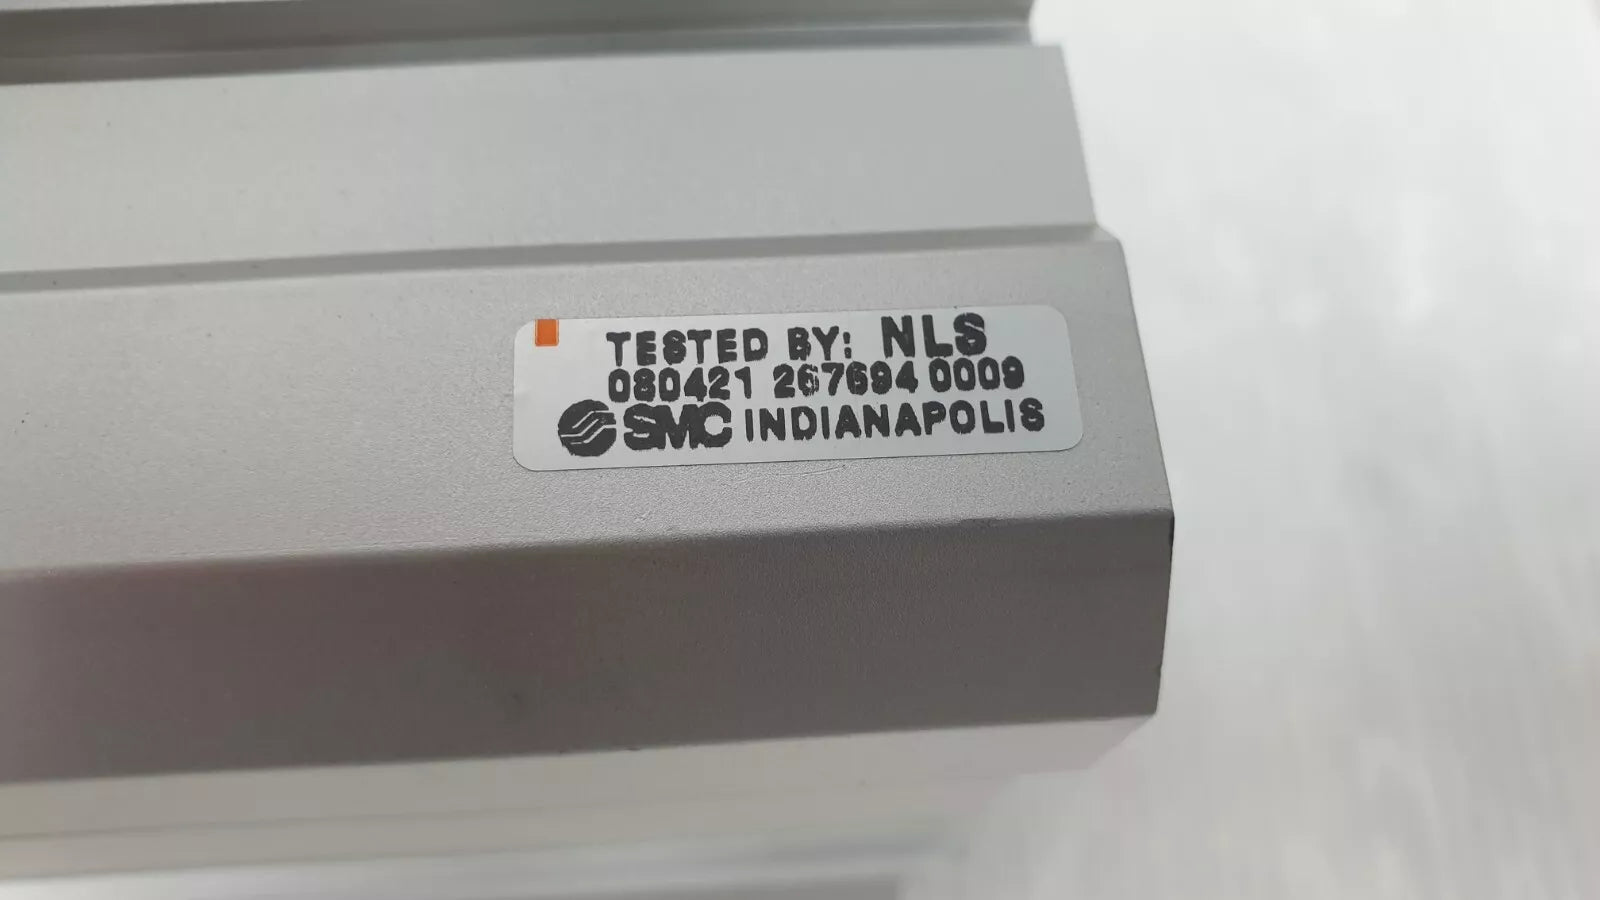 TESTED BY: NLS
080421 267694 0009
SMC INDIANAPOLIS